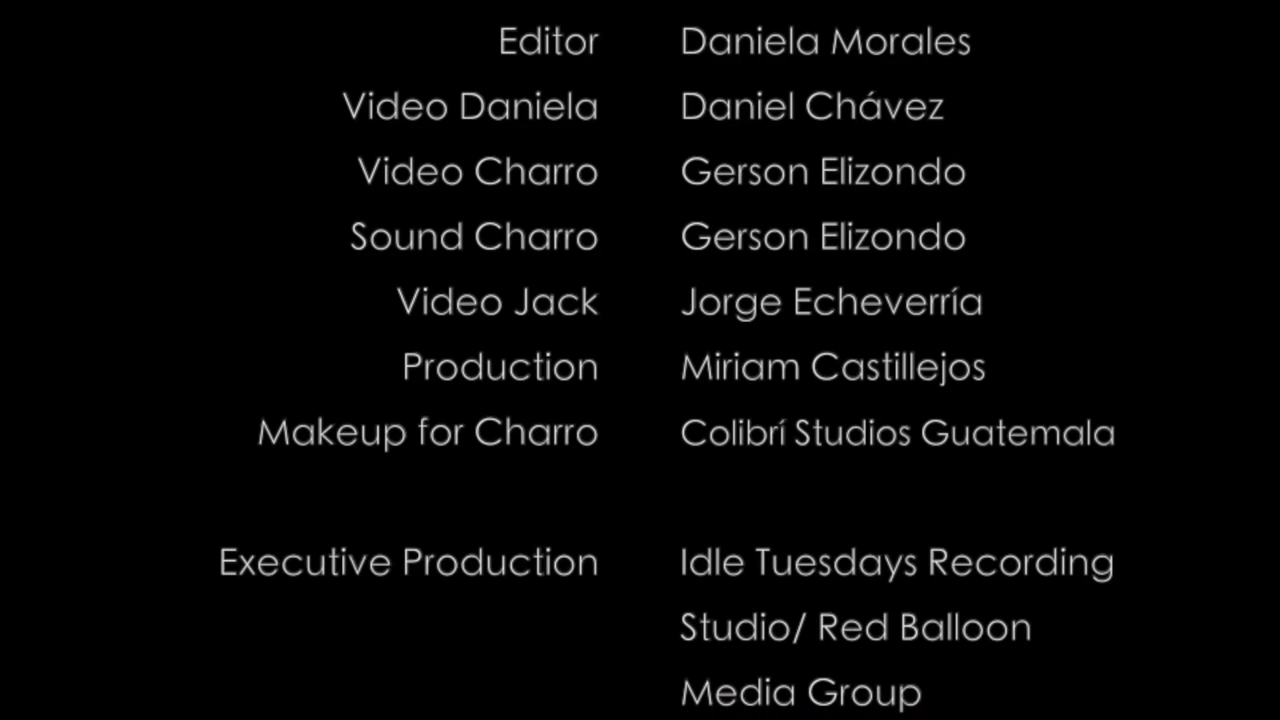 Editor Daniela Morales
Video Daniela Daniel Chávez
Video Charro Gerson Elizondo
Sound Charro Gerson Elizondo
Video Jack Jorge Echeverría
Production Miriam Castillejos
Makeup for Charro Colibrí Studios Guatemala
Executive Production Idle Tuesdays Recording
Studio/ Red Balloon
Media Group